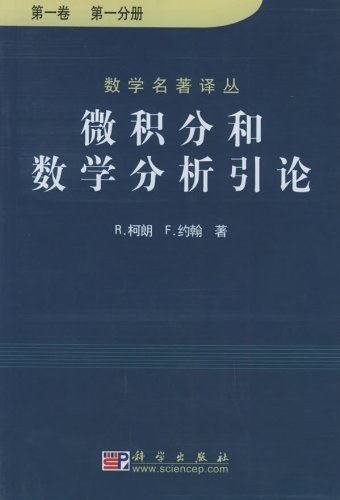 第一卷 第一分册
数学名著译丛
微积分和
数学分析引论
R.柯朗 F.约翰 著
科学出版社
www.sciencep.com